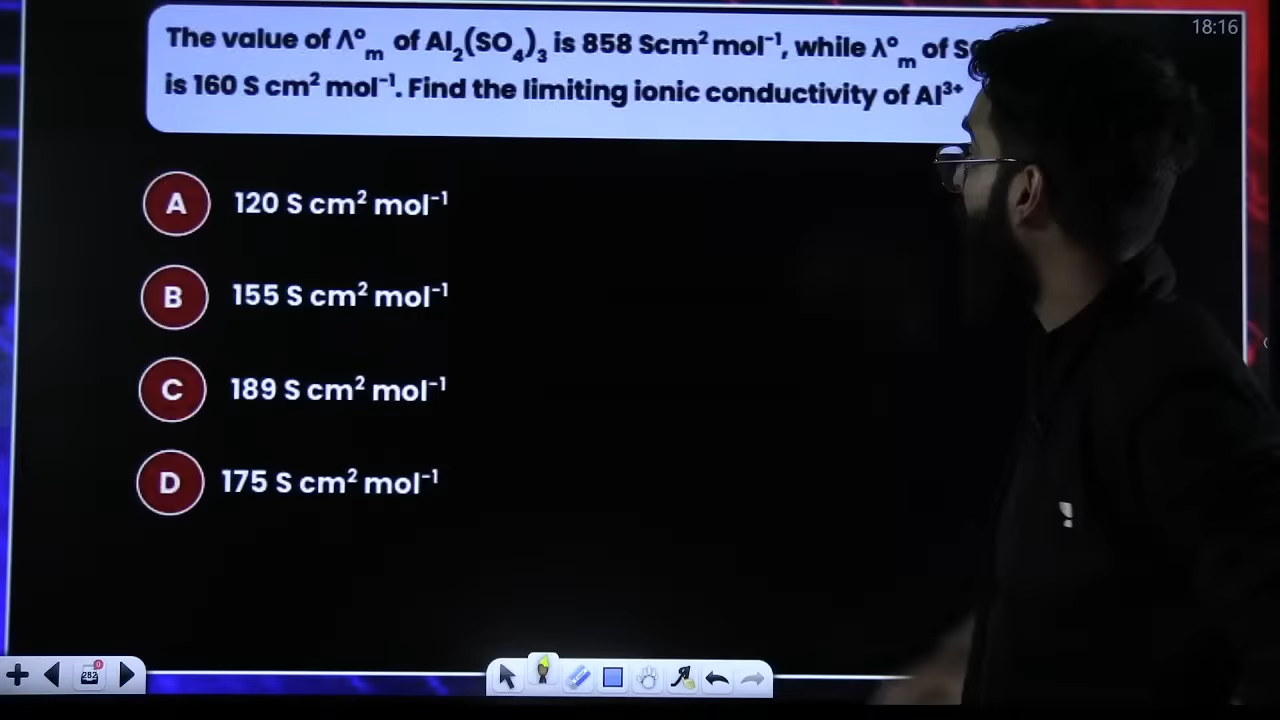 18:16
The value of Λ°m of Al₂(SO₄)₃ is 858 Scm² mol⁻¹, while λ°m of
is 160 S cm² mol⁻¹. Find the limiting ionic conductivity of Al³⁺
A 120 S cm² mol⁻¹
B 155 S cm² mol⁻¹
C 189 S cm² mol⁻¹
D 175 S cm² mol⁻¹
282
0